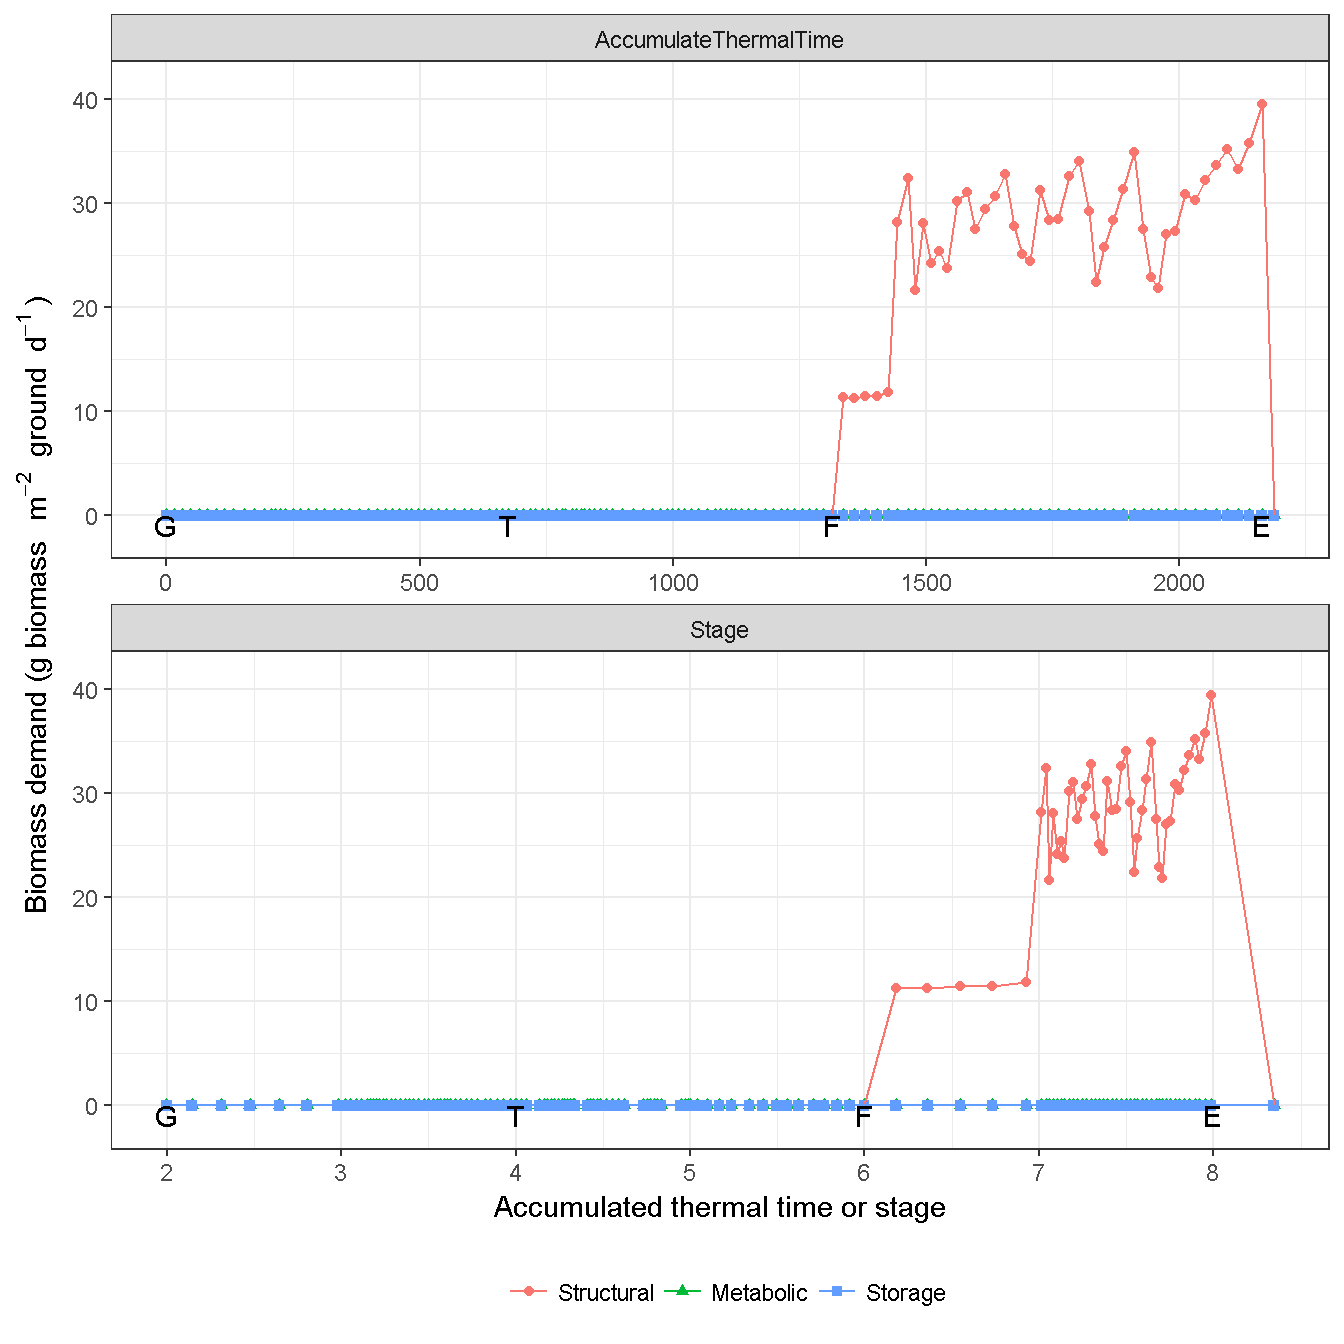 AccumulateThermalTime
40
30
20
10
0
G T F E
0 500 1000 1500 2000
Biomass demand (g biomass m⁻² ground d⁻¹)
Stage
40
30
20
10
0
G T F E
2 3 4 5 6 7 8
Accumulated thermal time or stage
Structural Metabolic Storage